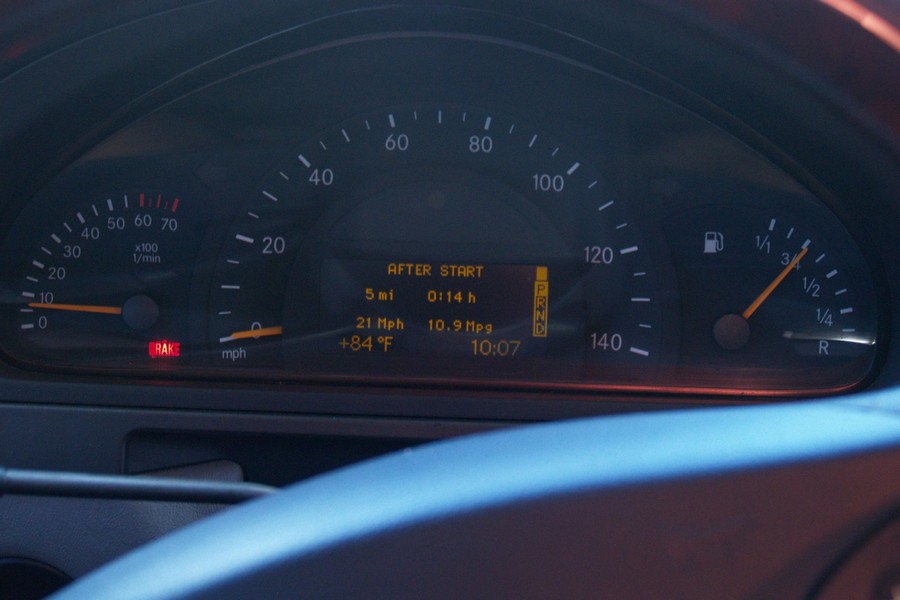 0
10
20
30
40
50
60
70
x100
1/min
RAKE
0
20
40
60
80
100
120
140
mph
AFTER START
5 mi 0:14 h
21 Mph 10.9 Mpg
+84 °F 10:07
P
R
N
D
1/1
3/4
1/2
1/4
R